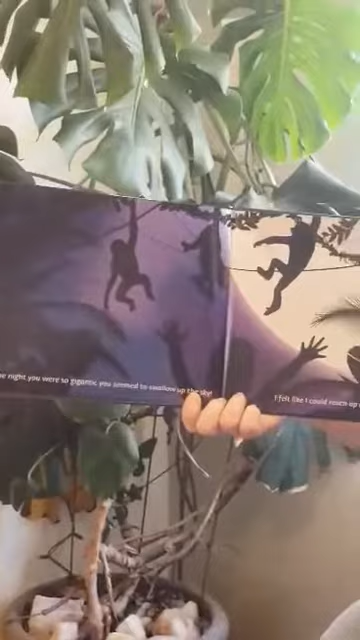 e night you were so gigantic you seemed to swallow up the sky!
I felt like I could reach up